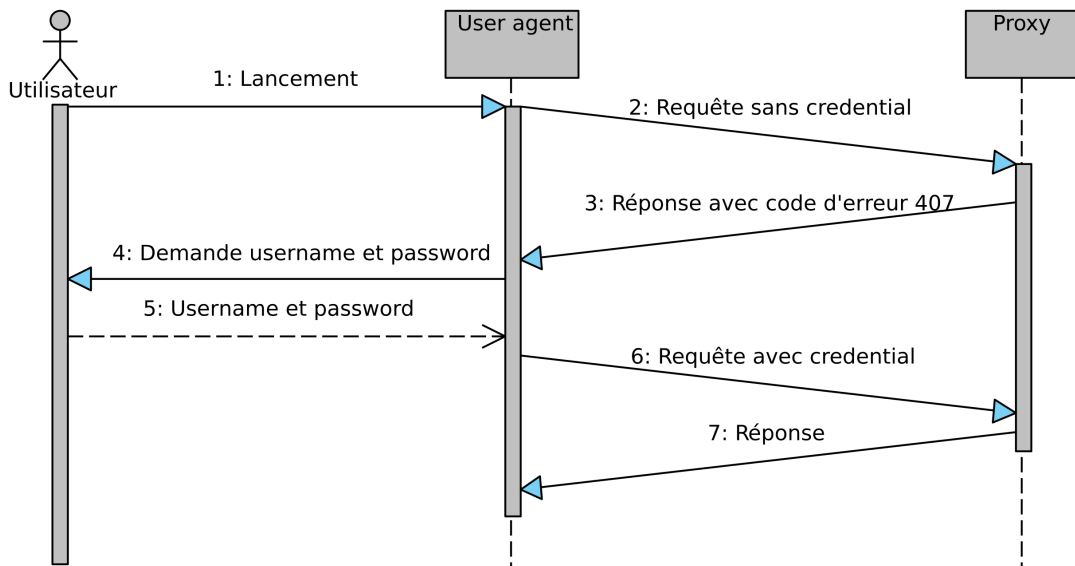 User agent
Proxy
Utilisateur
1: Lancement
2: Requête sans credential
3: Réponse avec code d'erreur 407
4: Demande username et password
5: Username et password
6: Requête avec credential
7: Réponse